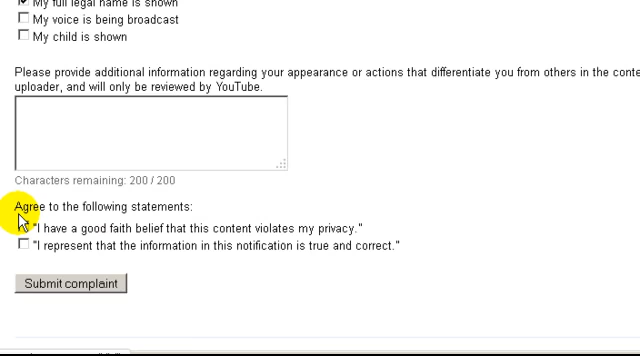 My full legal name is shown
My voice is being broadcast
My child is shown
Please provide additional information regarding your appearance or actions that differentiate you from others in the
uploader, and will only be reviewed by YouTube.
Characters remaining: 200 / 200
Agree to the following statements:
"I have a good faith belief that this content violates my privacy."
"I represent that the information in this notification is true and correct."
Submit complaint